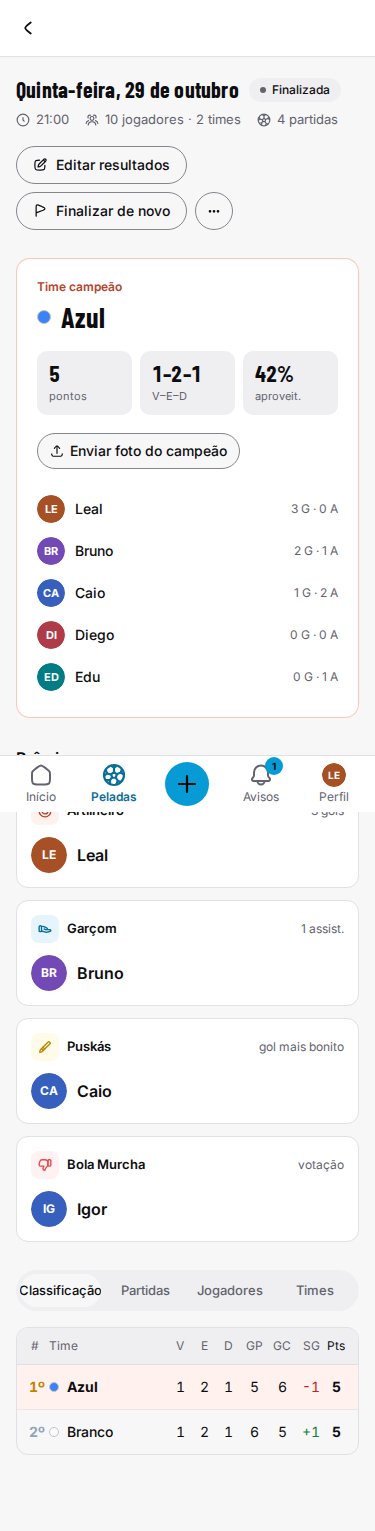 Quinta-feira, 29 de outubro Finalizada
21:00 10 jogadores · 2 times 4 partidas
Editar resultados
Finalizar de novo
Time campeão
Azul
5 1-2-1 42%
pontos V–E–D aproveit.
Enviar foto do campeão
LE Leal 3 G · 0 A
BR Bruno 2 G · 1 A
CA Caio 1 G · 2 A
DI Diego 0 G · 0 A
ED Edu 0 G · 1 A
1
Início Peladas Avisos LE Perfil
Artilheiro 3 gols
LE Leal
Garçom 1 assist.
BR Bruno
Puskás gol mais bonito
CA Caio
Bola Murcha votação
IG Igor
Classificação Partidas Jogadores Times
# Time V E D GP GC SG Pts
1º Azul 1 2 1 5 6 -1 5
2º Branco 1 2 1 6 5 +1 5